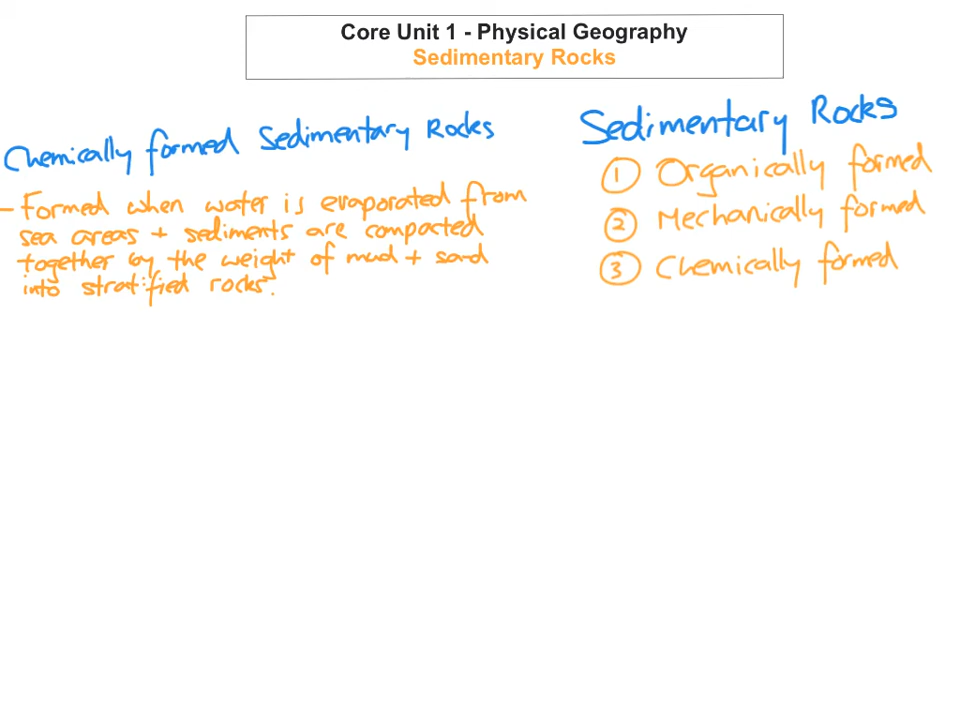 Core Unit 1 - Physical Geography
Sedimentary Rocks
Chemically formed Sedimentary Rocks
- Formed when water is evaporated from
sea areas + sediments are compacted
together by the weight of mud + sand
into stratified rocks.
Sedimentary Rocks
① Organically formed
② Mechanically formed
③ Chemically formed